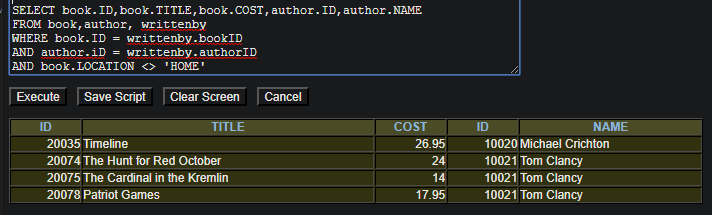 SELECT book.ID,book.TITLE,book.COST,author.ID,author.NAME
FROM book,author, writtenby
WHERE book.ID = writtenby.bookID
AND author.iD = writtenby.authorID
AND book.LOCATION <> 'HOME'
Execute Save Script Clear Screen Cancel
ID TITLE COST ID NAME
20035 Timeline 26.95 10020 Michael Crichton
20074 The Hunt for Red October 24 10021 Tom Clancy
20075 The Cardinal in the Kremlin 14 10021 Tom Clancy
20078 Patriot Games 17.95 10021 Tom Clancy